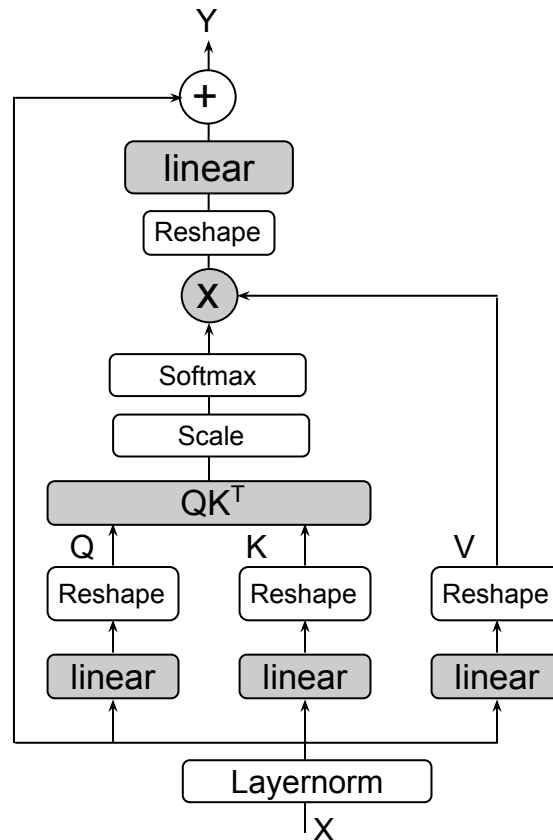 Y
+
linear
Reshape
x
Softmax
Scale
QK^T
Q K V
Reshape Reshape Reshape
linear linear linear
Layernorm
X